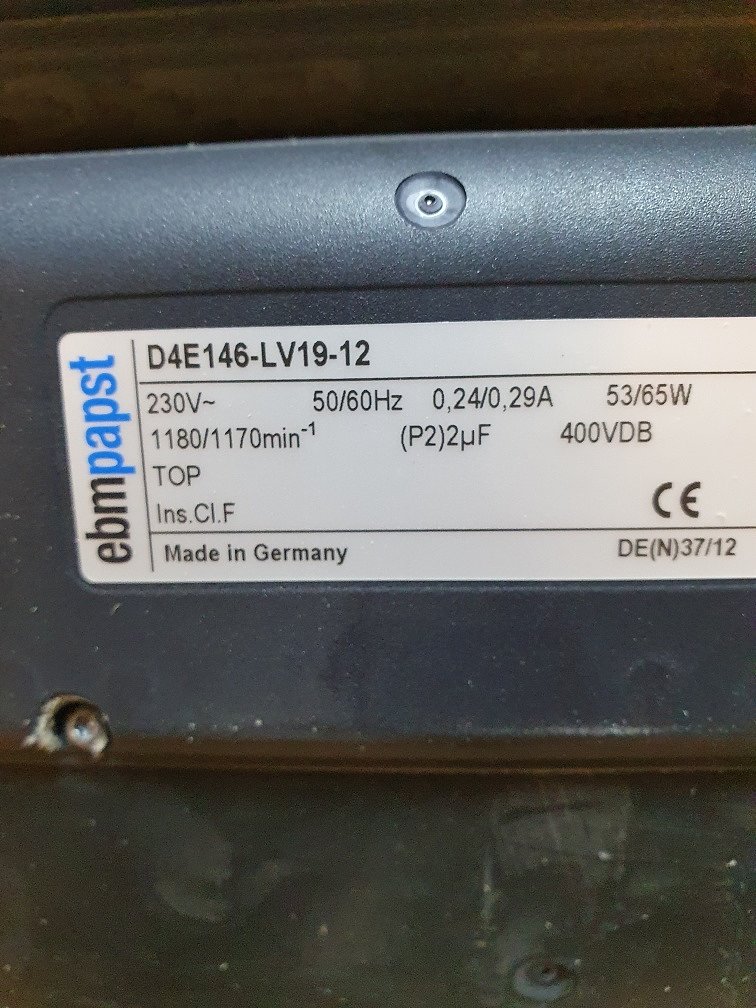 ebmpapst
D4E146-LV19-12
230V~ 50/60Hz 0,24/0,29A 53/65W
1180/1170min⁻¹ (P2)2µF 400VDB
TOP
Ins.Cl.F CE
Made in Germany DE(N)37/12